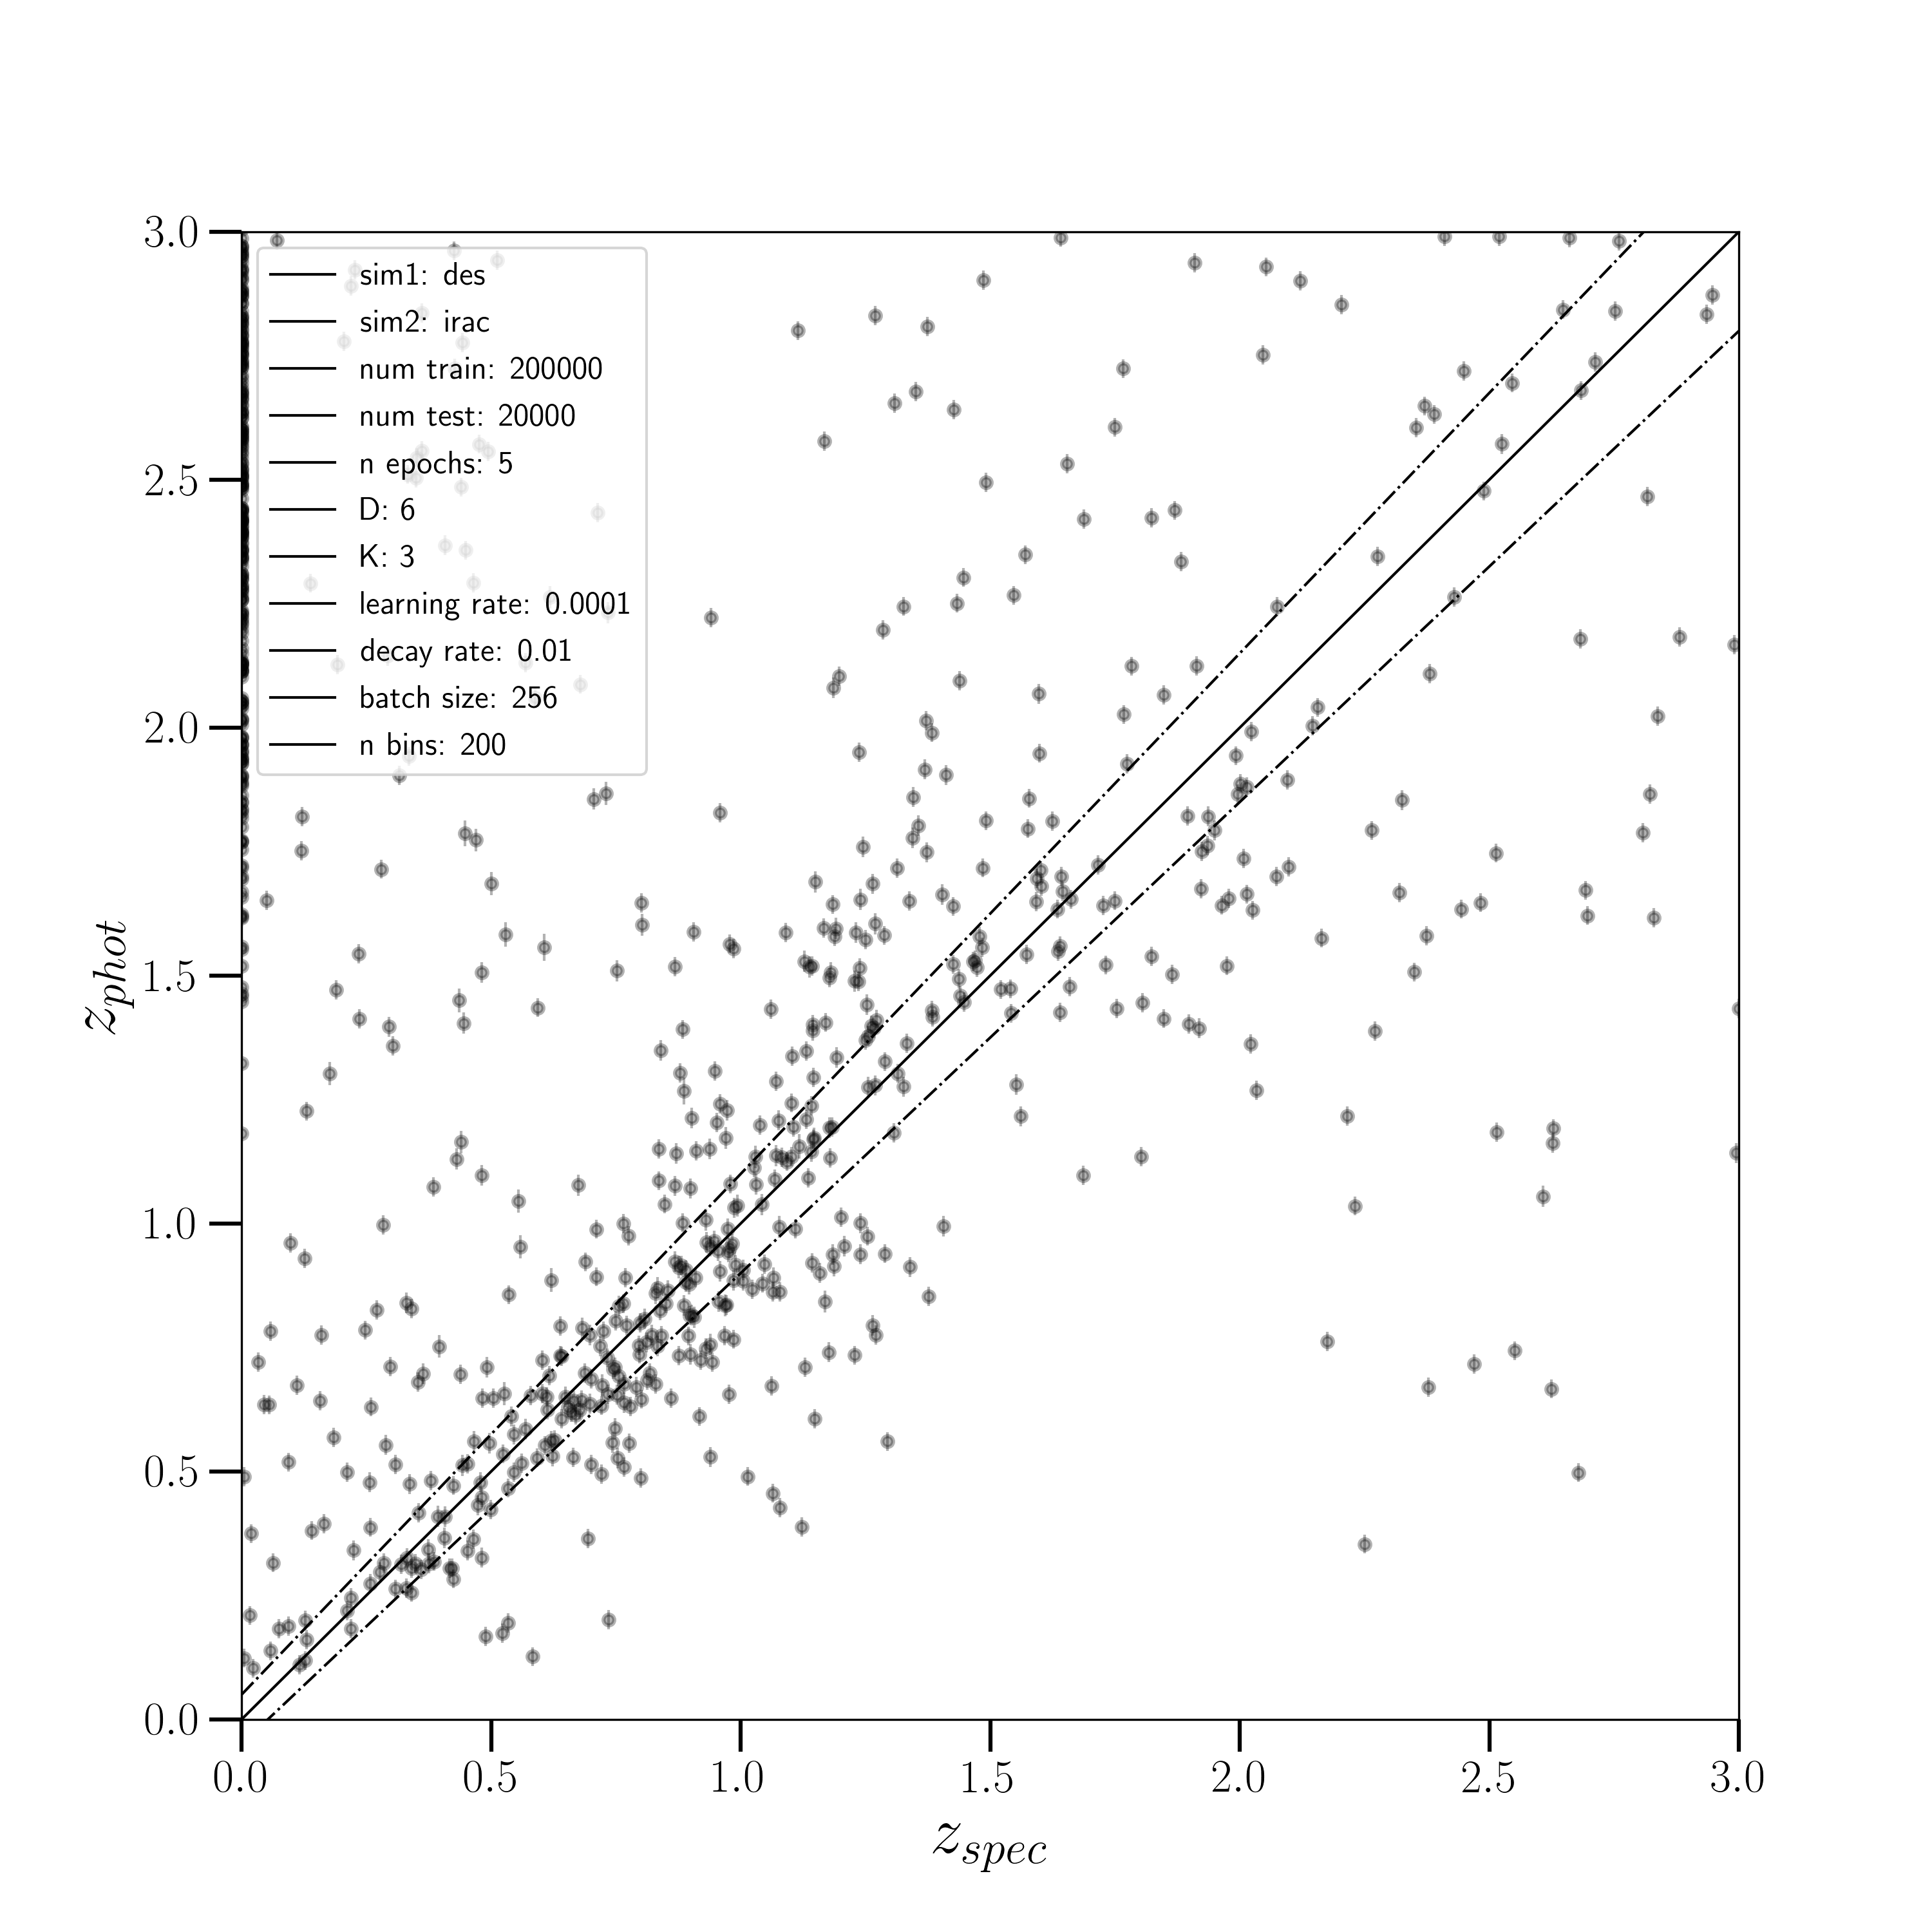 3.0
sim1: des
sim2: irac
num train: 200000
num test: 20000
2.5
n epochs: 5
D: 6
K: 3
learning rate: 0.0001
decay rate: 0.01
2.0
batch size: 256
n bins: 200
z_phot
1.5
1.0
0.5
0.0
0.0 0.5 1.0 1.5 2.0 2.5 3.0
z_spec